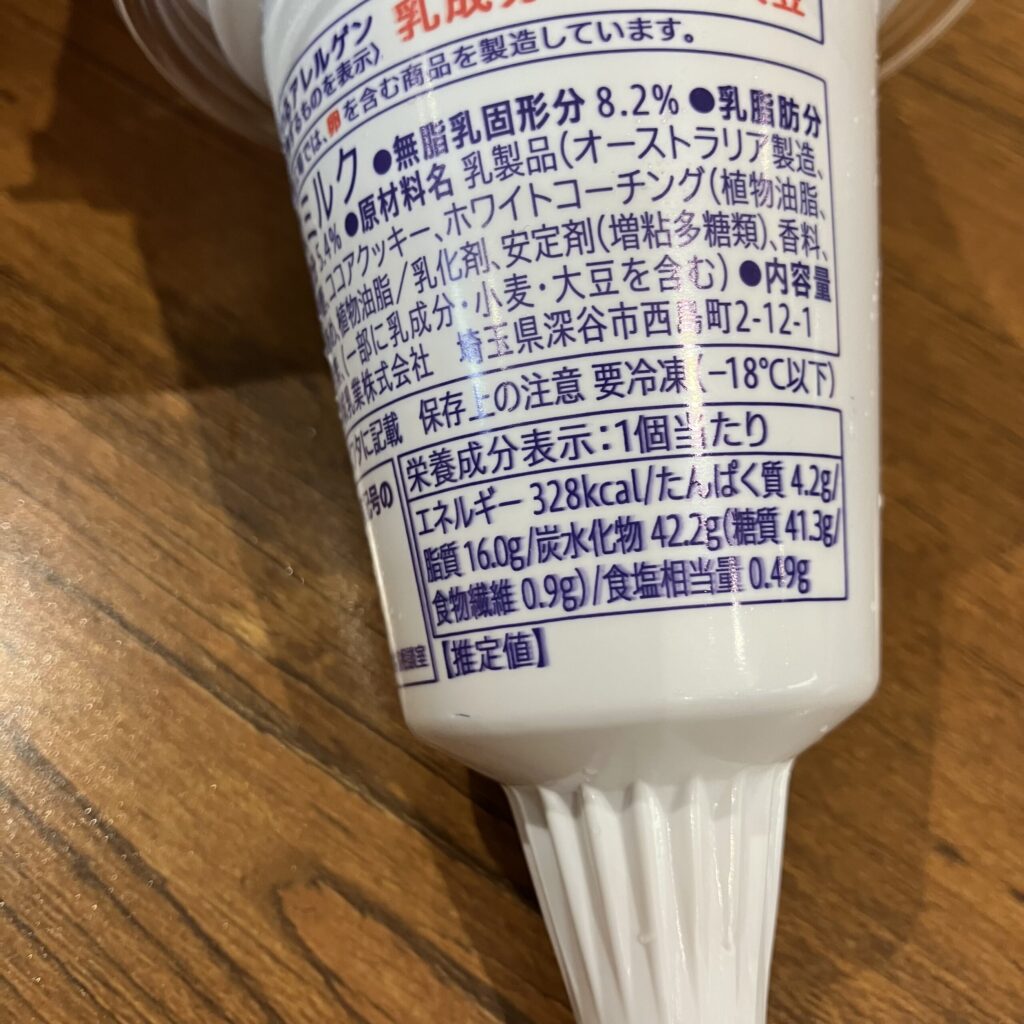 アレルゲン 乳成分
るものを表示)
では、卵を含む商品を製造しています。
ミルク ●無脂乳固形分 8.2% ●乳脂肪分
.4% ●原材料名 乳製品(オーストラリア製造、
ココアクッキー、ホワイトコーチング(植物油脂、
植物油脂/乳化剤、安定剤(増粘多糖類)、香料、
(一部に乳成分・小麦・大豆を含む) ●内容量
乳業株式会社 埼玉県深谷市西島町2-12-1
に記載 保存上の注意 要冷凍(−18℃以下)
号の
栄養成分表示:1個当たり
エネルギー 328kcal/たんぱく質 4.2g/
脂質 16.0g/炭水化物 42.2g(糖質 41.3g/
食物繊維 0.9g)/食塩相当量 0.49g
【推定値】